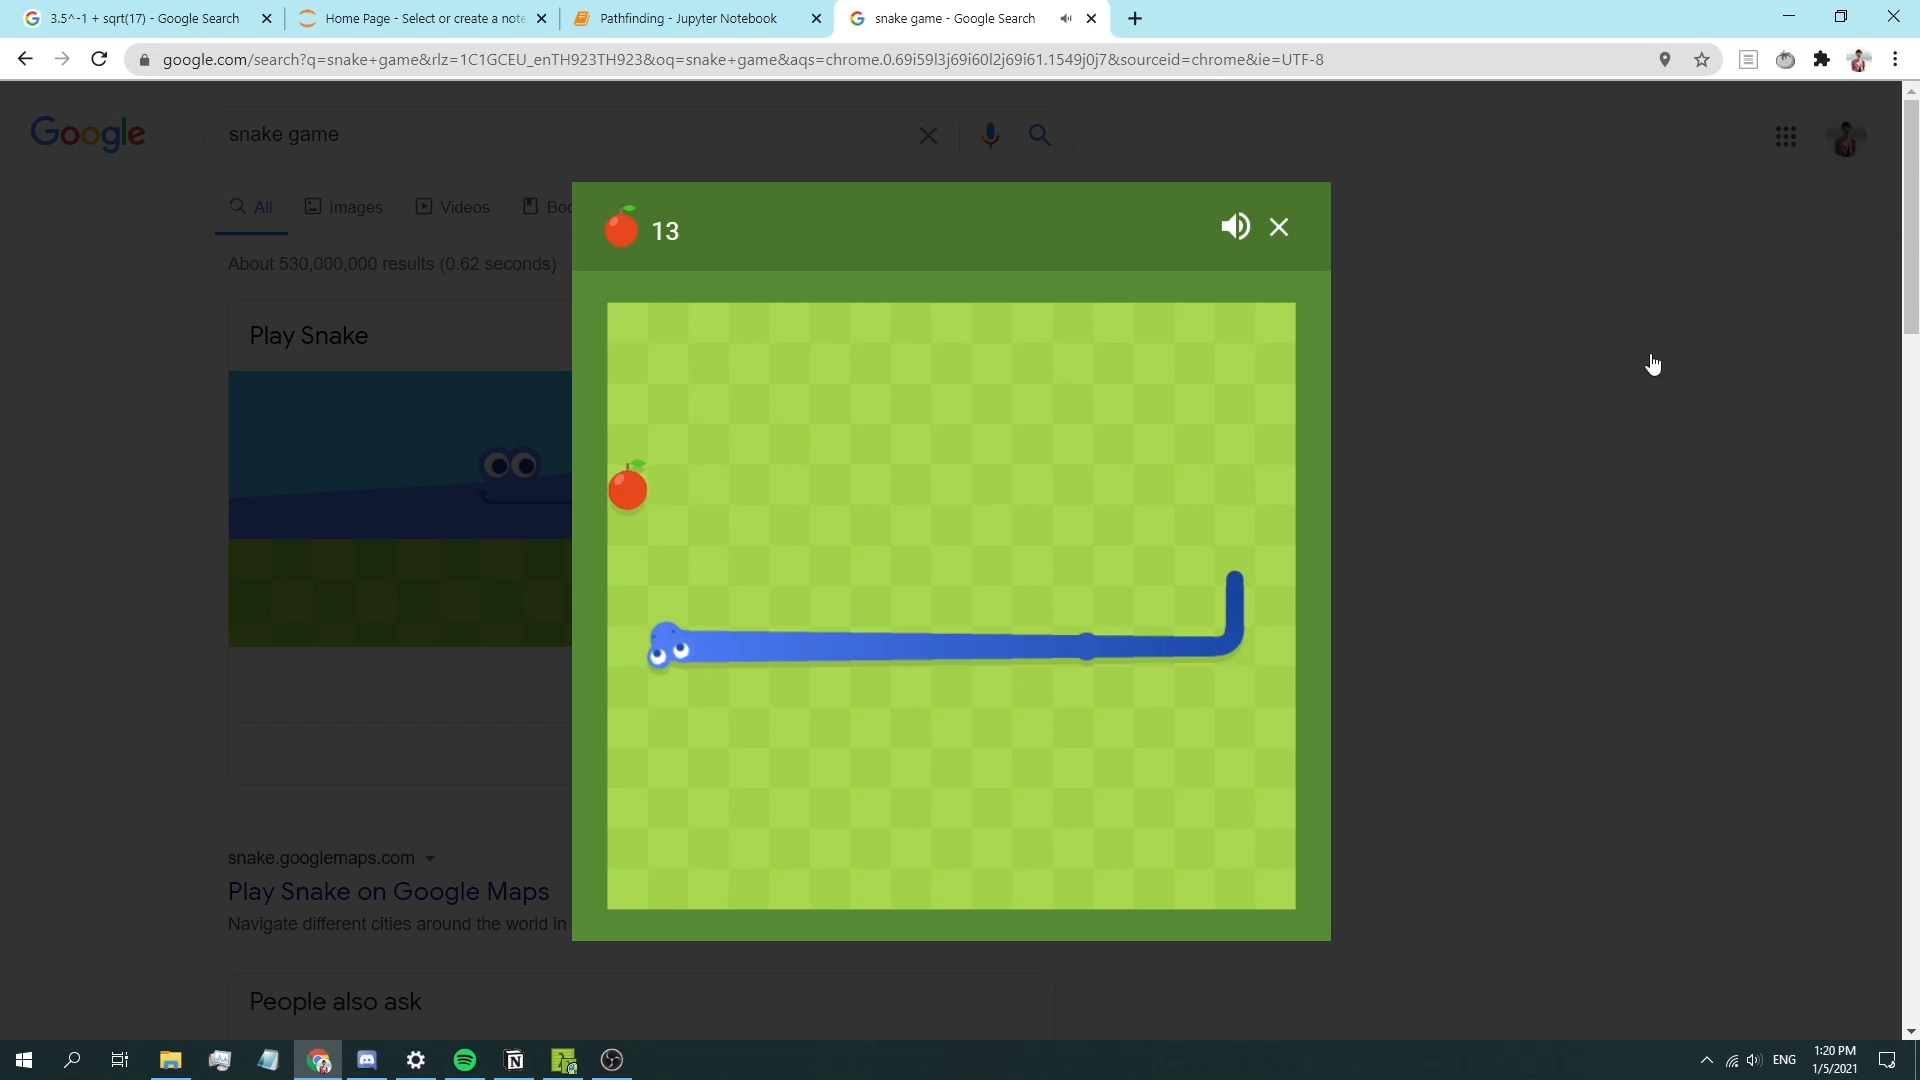 3.5^-1 + sqrt(17) - Google Search
Home Page - Select or create a note
Pathfinding - Jupyter Notebook
snake game - Google Search
google.com/search?q=snake+game&rlz=1C1GCEU_enTH923TH923&oq=snake+game&aqs=chrome.0.69i59l3j69i60l2j69i61.1549j0j7&sourceid=chrome&ie=UTF-8
Google
snake game
All
Images
Videos
Boo
About 530,000,000 results (0.62 seconds)
13
Play Snake
snake.googlemaps.com
Play Snake on Google Maps
Navigate different cities around the world in
People also ask
ENG
1:20 PM
1/5/2021